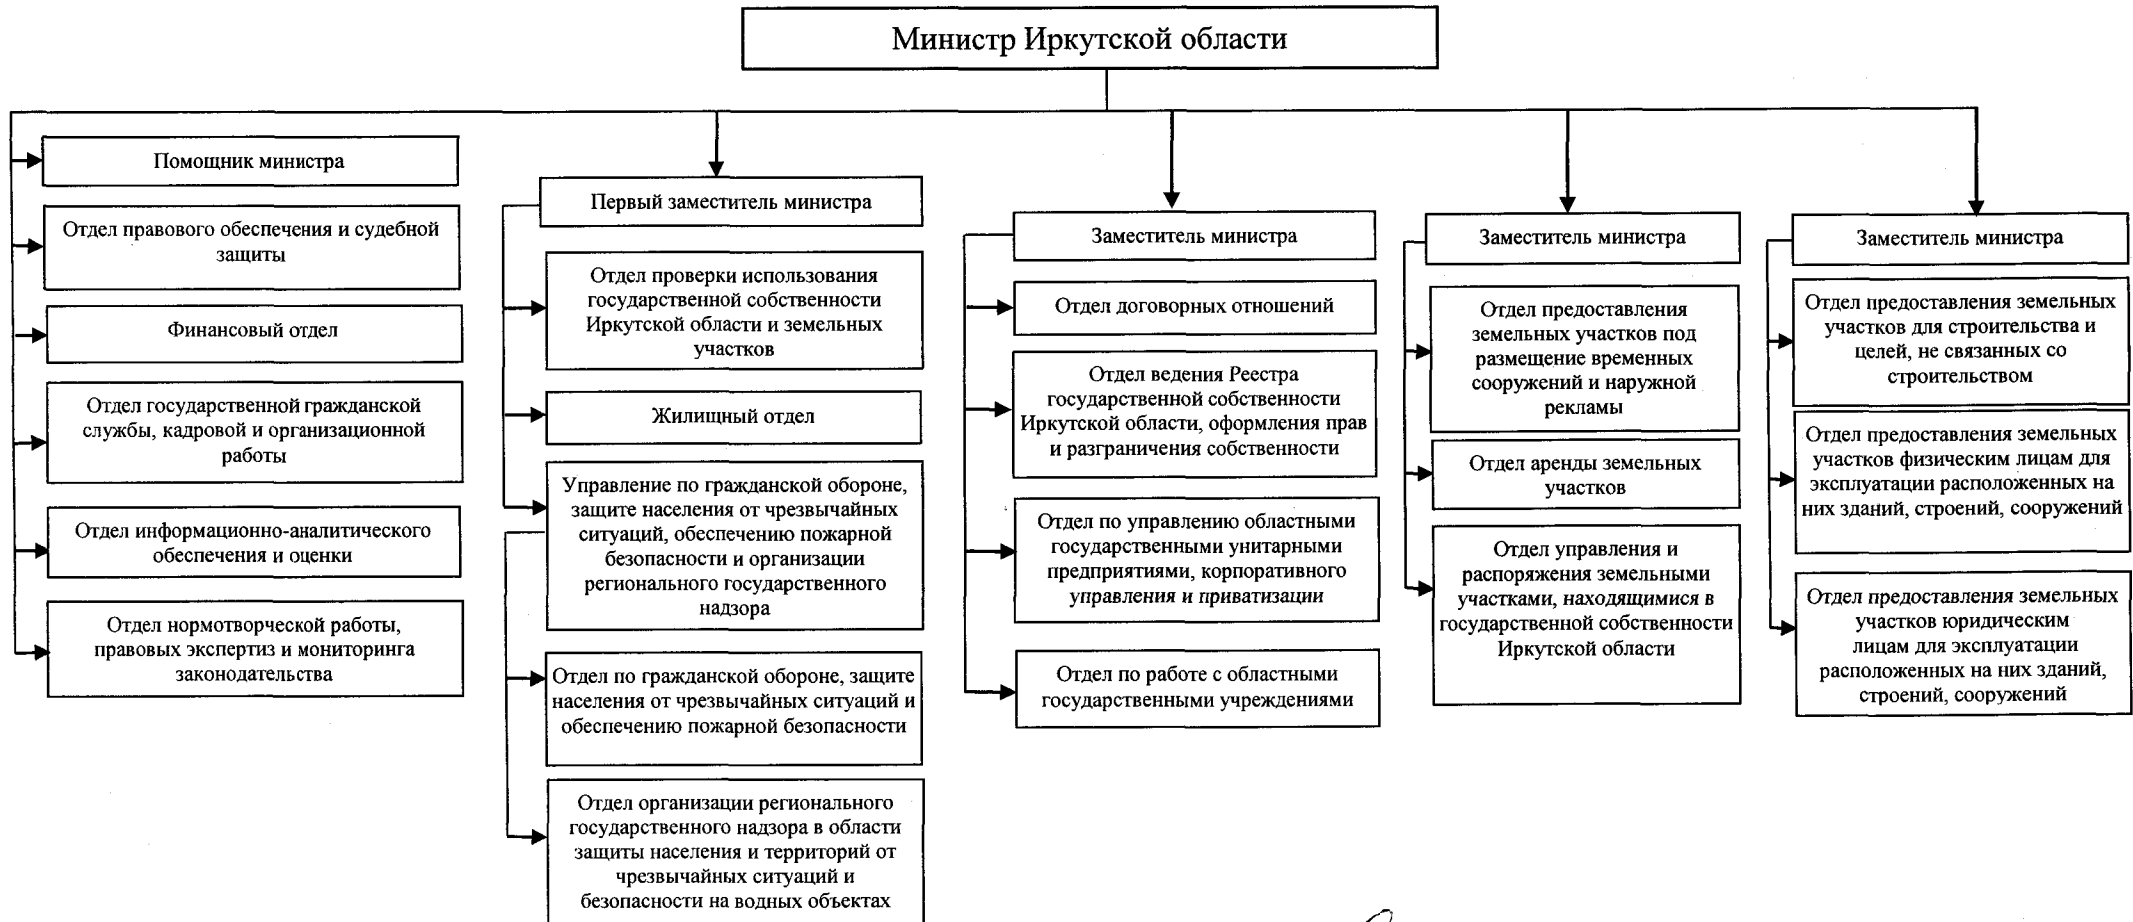 Министр Иркутской области
Помощник министра
Отдел правового обеспечения и судебной
защиты
Финансовый отдел
Отдел государственной гражданской
службы, кадровой и организационной
работы
Отдел информационно-аналитического
обеспечения и оценки
Отдел нормотворческой работы,
правовых экспертиз и мониторинга
законодательства
Первый заместитель министра
Отдел проверки использования
государственной собственности
Иркутской области и земельных
участков
Жилищный отдел
Управление по гражданской обороне,
защите населения от чрезвычайных
ситуаций, обеспечению пожарной
безопасности и организации
регионального государственного
надзора
Отдел по гражданской обороне, защите
населения от чрезвычайных ситуаций и
обеспечению пожарной безопасности
Отдел организации регионального
государственного надзора в области
защиты населения и территорий от
чрезвычайных ситуаций и
безопасности на водных объектах
Заместитель министра
Отдел договорных отношений
Отдел ведения Реестра
государственной собственности
Иркутской области, оформления прав
и разграничения собственности
Отдел по управлению областными
государственными унитарными
предприятиями, корпоративного
управления и приватизации
Отдел по работе с областными
государственными учреждениями
Заместитель министра
Отдел предоставления
земельных участков под
размещение временных
сооружений и наружной
рекламы
Отдел аренды земельных
участков
Отдел управления и
распоряжения земельными
участками, находящимися в
государственной собственности
Иркутской области
Заместитель министра
Отдел предоставления земельных
участков для строительства и
целей, не связанных со
строительством
Отдел предоставления земельных
участков физическим лицам для
эксплуатации расположенных на
них зданий, строений, сооружений
Отдел предоставления земельных
участков юридическим
лицам для эксплуатации
расположенных на них зданий,
строений, сооружений